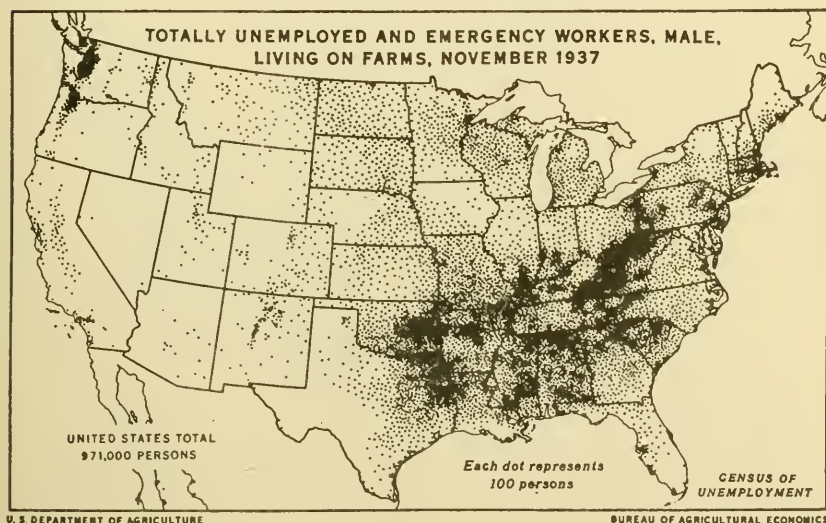 TOTALLY UNEMPLOYED AND EMERGENCY WORKERS, MALE,
LIVING ON FARMS, NOVEMBER 1937
UNITED STATES TOTAL
971,000 PERSONS
Each dot represents
100 persons
CENSUS OF
UNEMPLOYMENT
U. S. DEPARTMENT OF AGRICULTURE
BUREAU OF AGRICULTURAL ECONOMICS